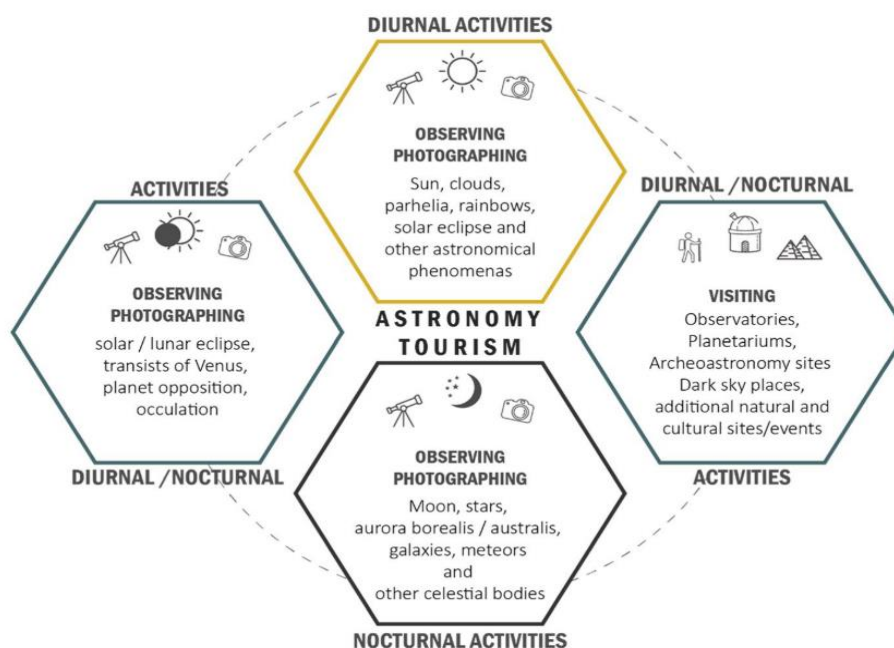 DIURNAL ACTIVITIES
OBSERVING
PHOTOGRAPHING
Sun, clouds,
parhelia, rainbows,
solar eclipse and
other astronomical
phenomenas
ACTIVITIES
OBSERVING
PHOTOGRAPHING
solar / lunar eclipse,
transists of Venus,
planet opposition,
occulation
DIURNAL /NOCTURNAL
ASTRONOMY
TOURISM
DIURNAL /NOCTURNAL
VISITING
Observatories,
Planetariums,
Archeoastronomy sites
Dark sky places,
additional natural and
cultural sites/events
ACTIVITIES
OBSERVING
PHOTOGRAPHING
Moon, stars,
aurora borealis / australis,
galaxies, meteors
and
other celestial bodies
NOCTURNAL ACTIVITIES